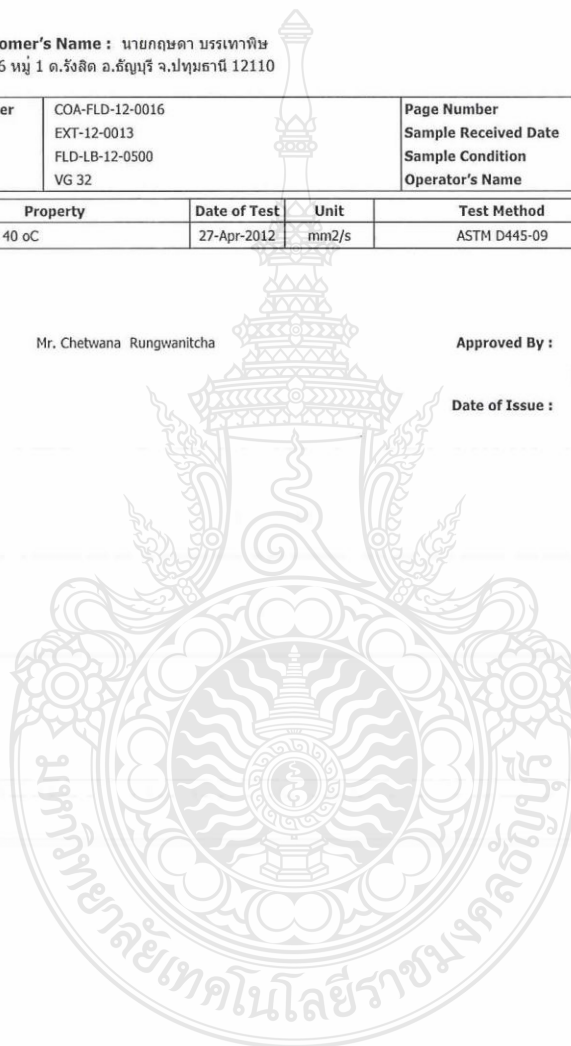 omer's Name : นายกฤษดา บรรเทาพิษ
6 หมู่ 1 ต.รังสิต อ.ธัญบุรี จ.ปทุมธานี 12110
er COA-FLD-12-0016 Page Number
EXT-12-0013 Sample Received Date
FLD-LB-12-0500 Sample Condition
VG 32 Operator's Name
Property Date of Test Unit Test Method
40 oC 27-Apr-2012 mm2/s ASTM D445-09
Mr. Chetwana Rungwanitcha Approved By :
Date of Issue :
มหาวิทยาลัยเทคโนโลยีราชมงคลธัญบุรี